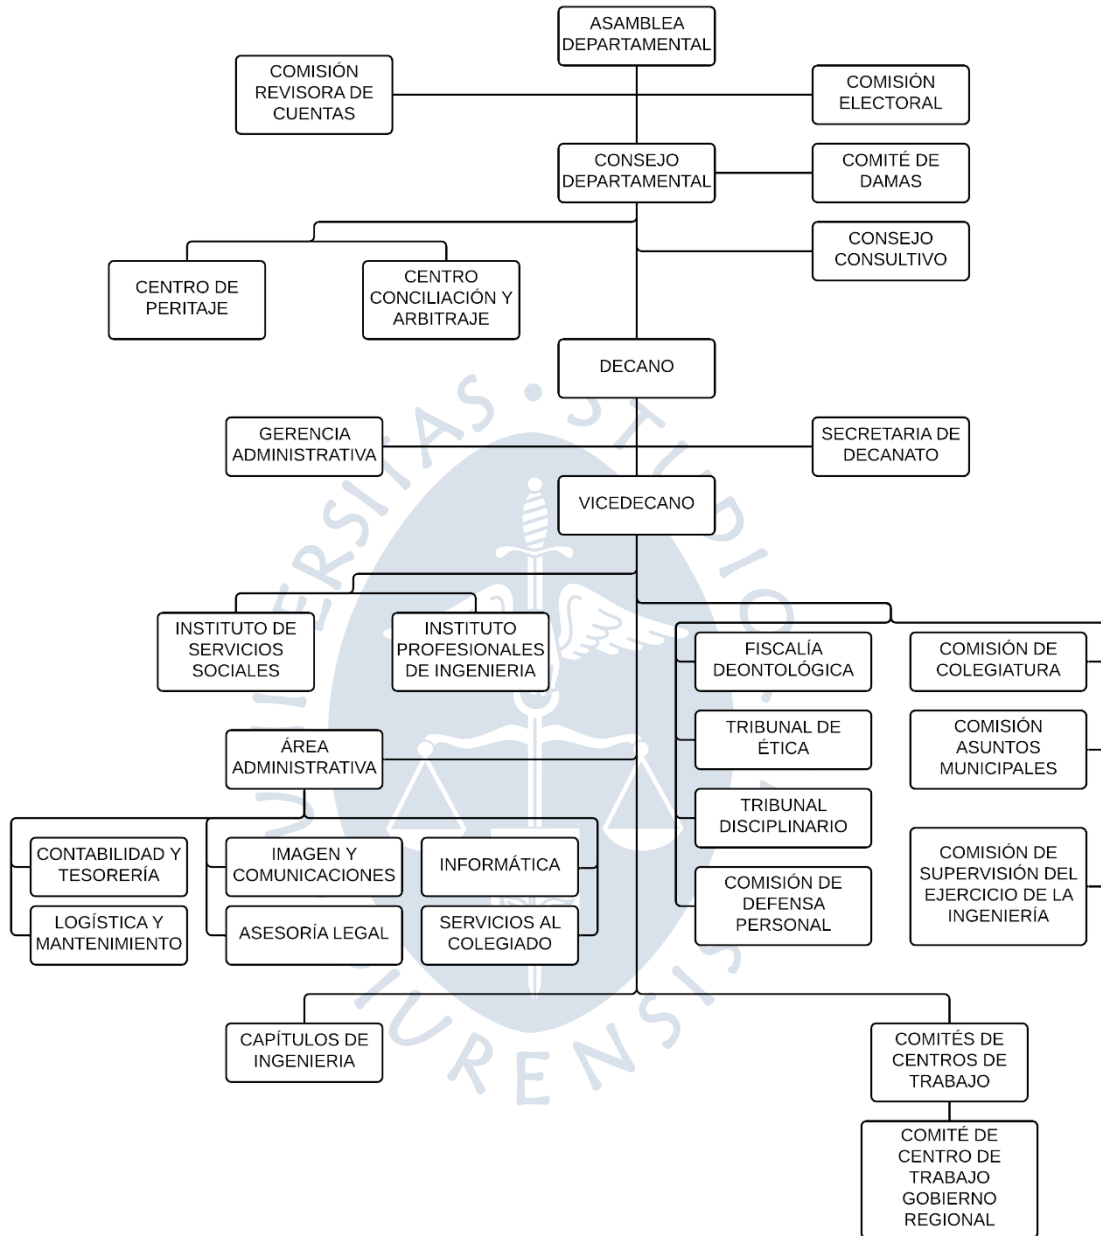 ASAMBLEA
DEPARTAMENTAL
COMISIÓN
REVISORA DE
CUENTAS
COMISIÓN
ELECTORAL
CONSEJO
DEPARTAMENTAL
COMITÉ DE
DAMAS
CONSEJO
CONSULTIVO
CENTRO DE
PERITAJE
CENTRO
CONCILIACIÓN Y
ARBITRAJE
DECANO
GERENCIA
ADMINISTRATIVA
SECRETARIA DE
DECANATO
VICEDECANO
INSTITUTO DE
SERVICIOS
SOCIALES
INSTITUTO
PROFESIONALES
DE INGENIERIA
FISCALÍA
DEONTOLÓGICA
COMISIÓN DE
COLEGIATURA
TRIBUNAL DE
ÉTICA
COMISIÓN
ASUNTOS
MUNICIPALES
ÁREA
ADMINISTRATIVA
TRIBUNAL
DISCIPLINARIO
CONTABILIDAD Y
TESORERÍA
IMAGEN Y
COMUNICACIONES
INFORMÁTICA
COMISIÓN DE
DEFENSA
PERSONAL
COMISIÓN DE
SUPERVISIÓN DEL
EJERCICIO DE LA
INGENIERÍA
LOGÍSTICA Y
MANTENIMIENTO
ASESORÍA LEGAL
SERVICIOS AL
COLEGIADO
CAPÍTULOS DE
INGENIERIA
COMITÉS DE
CENTROS DE
TRABAJO
COMITÉ DE
CENTRO DE
TRABAJO
GOBIERNO
REGIONAL